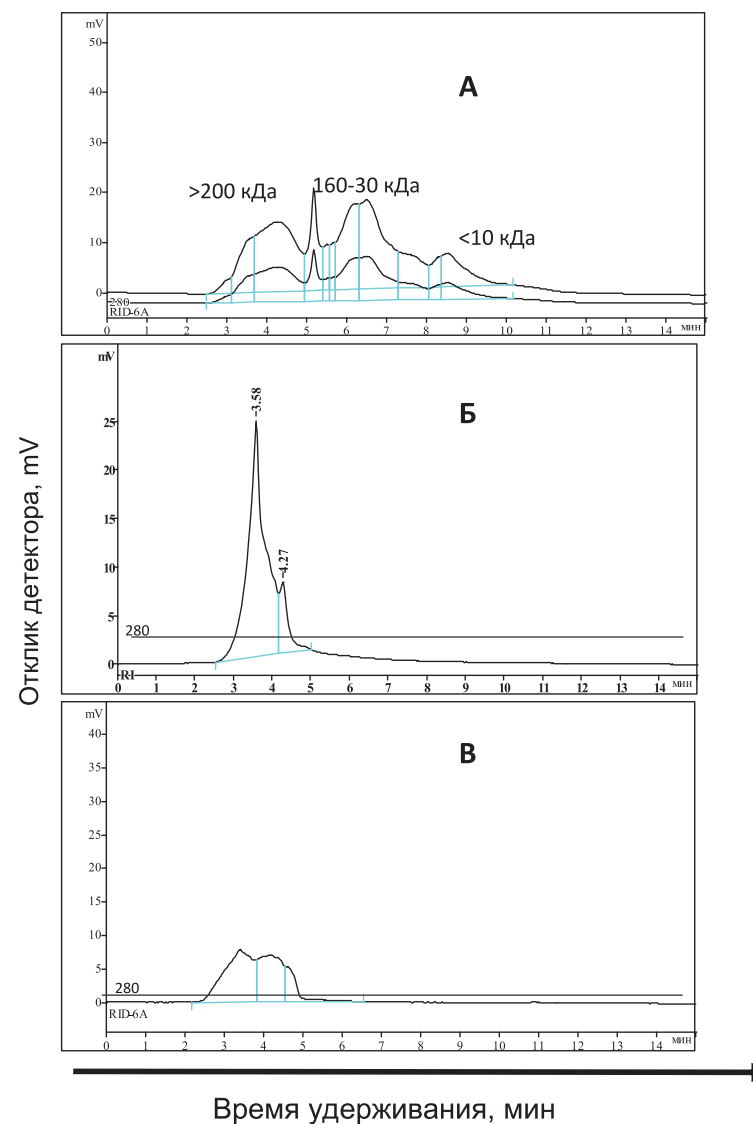 mV
А
50
40
30
20
10
0
>200 кДа
160-30 кДа
<10 кДа
280
RID-6A
0 1 2 3 4 5 6 7 8 9 10 11 12 13 14 мин
mV
Б
25
20
15
10
5
0
3.58
4.27
280
RI
0 1 2 3 4 5 6 7 8 9 10 11 12 13 14 мин
Отклик детектора, mV
mV
В
40
35
30
25
20
15
10
5
0
280
RID-6A
0 1 2 3 4 5 6 7 8 9 10 11 12 13 14 мин
Время удерживания, мин